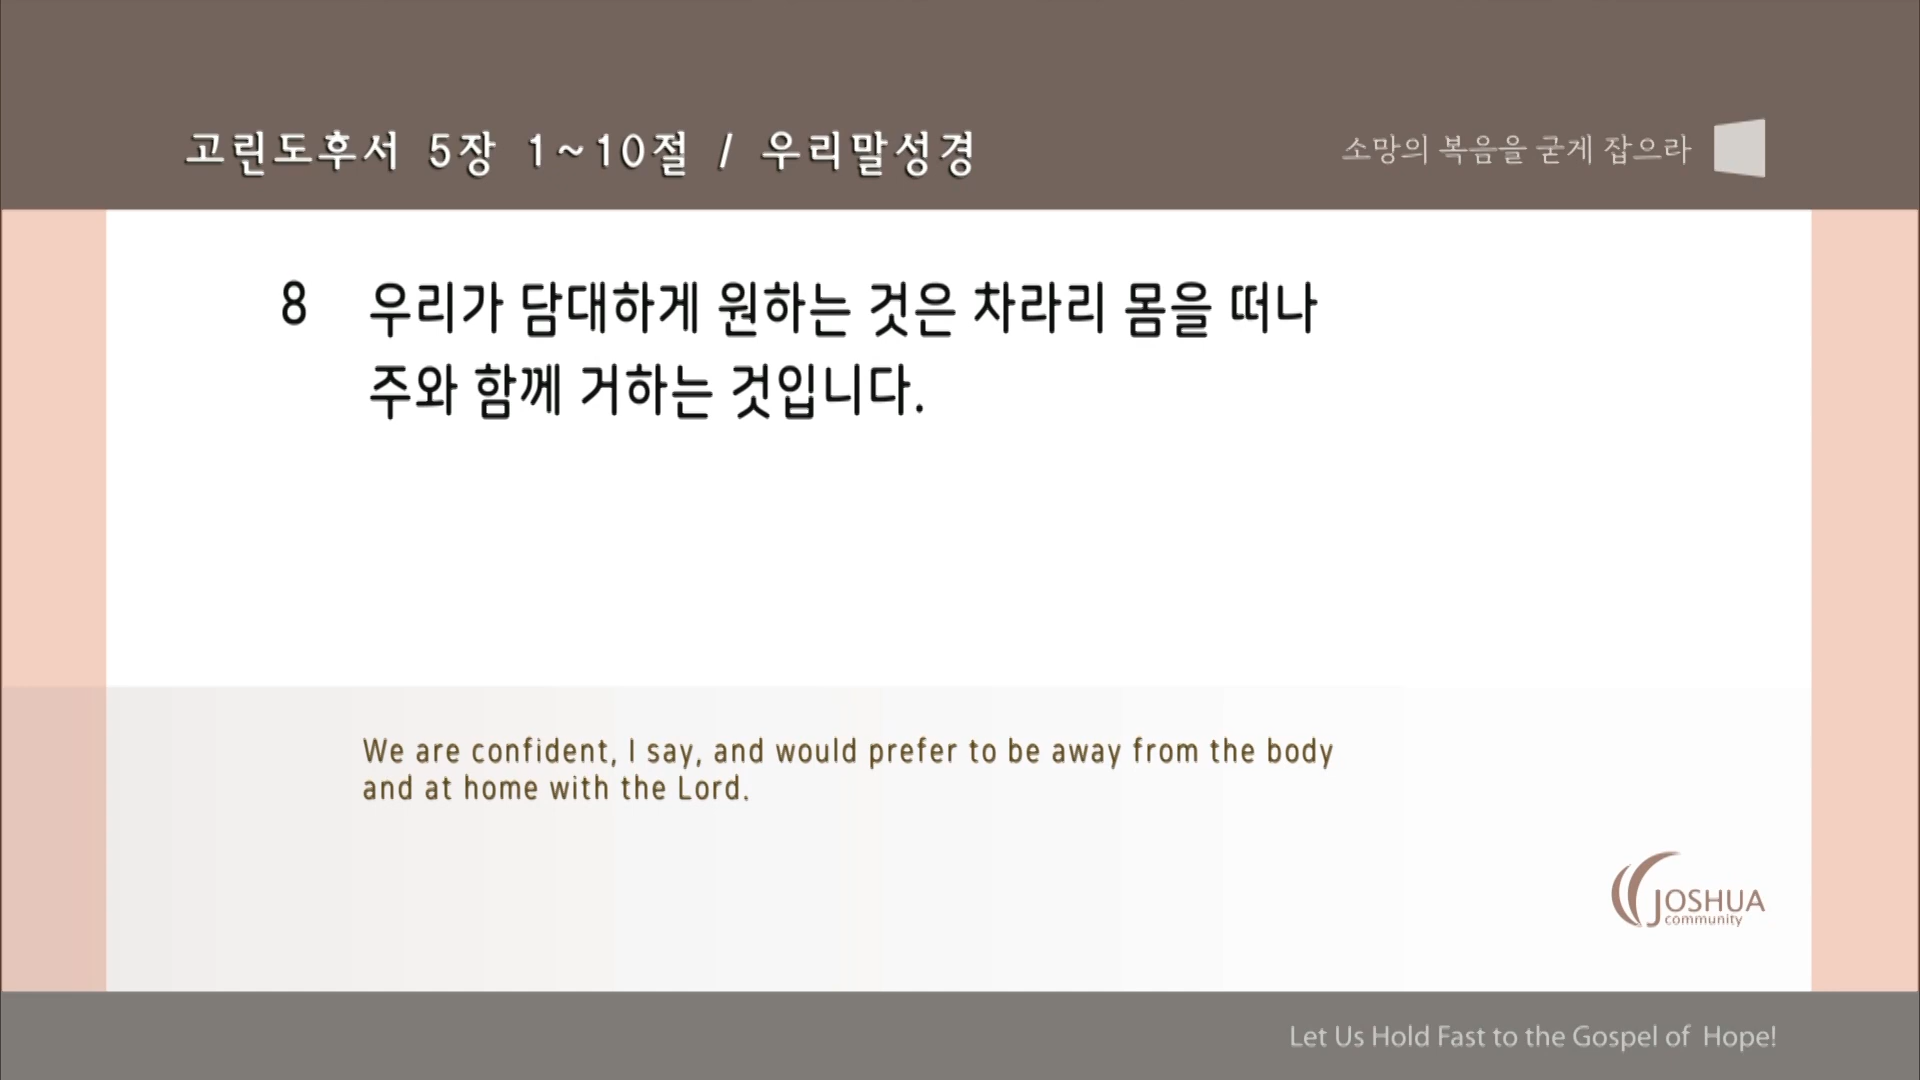 고린도후서 5장 1~10절 / 우리말성경
소망의 복음을 굳게 잡으라
8 우리가 담대하게 원하는 것은 차라리 몸을 떠나
주와 함께 거하는 것입니다.
We are confident, I say, and would prefer to be away from the body
and at home with the Lord.
JOSHUA
community
Let Us Hold Fast to the Gospel of Hope!